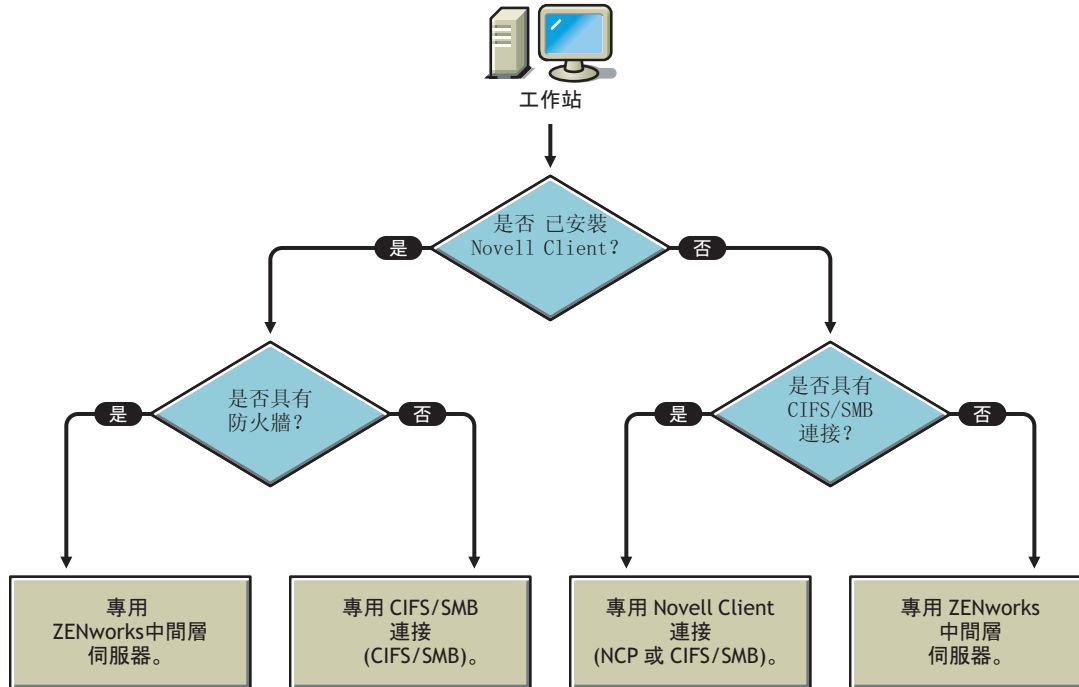 工作站
是否 已安裝
Novell Client?
是
否
是否具有
防火牆?
是否具有
CIFS/SMB
連接?
是
否
是
否
專用
ZENworks中間層
伺服器。
專用 CIFS/SMB
連接
(CIFS/SMB)。
專用 Novell Client
連接
(NCP 或 CIFS/SMB)。
專用 ZENworks
中間層
伺服器。